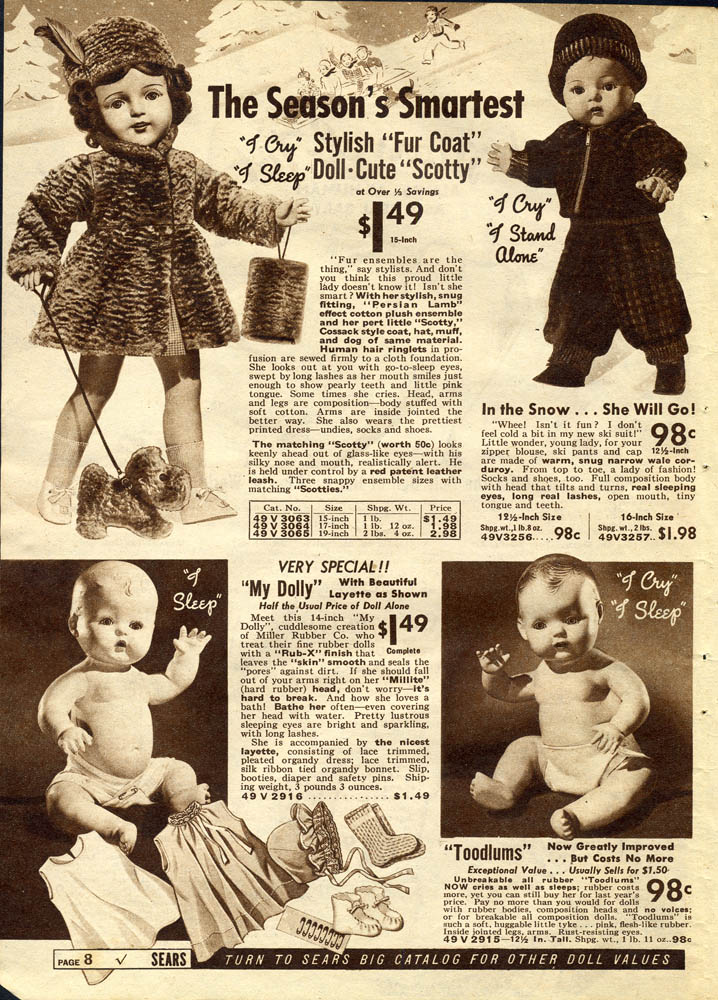 The Season's Smartest
"I Cry" Stylish "Fur Coat"
"I Sleep" Doll·Cute "Scotty"
at Over 1/3 Savings
$1.49
15-Inch
"Fur ensembles are the
thing," say stylists. And don't
you think this proud little
lady doesn't know it! Isn't she
smart? With her stylish, snug
fitting, "Persian Lamb"
effect cotton plush ensemble
and her pert little "Scotty,"
Cossack style coat, hat, muff,
and dog of same material.
Human hair ringlets in pro-
fusion are sewed firmly to a cloth foundation.
She looks out at you with go-to-sleep eyes,
swept by long lashes as her mouth smiles just
enough to show pearly teeth and little pink
tongue. Some times she cries. Head, arms
and legs are composition—body stuffed with
soft cotton. Arms are inside jointed the
better way. She also wears the prettiest
printed dress—undies, socks and shoes.
The matching "Scotty" (worth 50c) looks
keenly ahead out of glass-like eyes—with his
silky nose and mouth, realistically alert. He
is held under control by a red patent leather
leash. Three snappy ensemble sizes with
matching "Scotties."
Cat. No. Size Shpg. Wt. Price
49 V 3063 15-inch 1 lb. $1.49
49 V 3064 17-inch 1 lb. 12 oz. 1.98
49 V 3065 19-inch 2 lbs. 4 oz. 2.98
"I Cry"
"I Stand
Alone"
In the Snow . . . She Will Go!
"Whee! Isn't it fun? I don't
feel cold a bit in my new ski suit!"
Little wonder, young lady, for your
zipper blouse, ski pants and cap
are made of warm, snug narrow wale cor-
duroy. From top to toe, a lady of fashion!
Socks and shoes, too. Full composition body
with head that tilts and turns, real sleeping
eyes, long real lashes, open mouth, tiny
tongue and teeth.
98c
12½-Inch
12½-Inch Size
Shpg. wt., 1 lb. 8 oz.
49V3256.....98c
16-Inch Size
Shpg. wt., 2 lbs.
49V3257..$1.98
"I
Sleep"
VERY SPECIAL!!
"My Dolly" With Beautiful
Layette as Shown
Half the Usual Price of Doll Alone
Meet this 14-inch "My
Dolly", cuddlesome creation
of Miller Rubber Co. who
treat their fine rubber dolls
with a "Rub-X" finish that
leaves the "skin" smooth and seals the
"pores" against dirt. If she should fall
out of your arms right on her "Millite"
(hard rubber) head, don't worry—it's
hard to break. And how she loves a
bath! Bathe her often—even covering
her head with water. Pretty lustrous
sleeping eyes are bright and sparkling,
with long lashes.
She is accompanied by the nicest
layette, consisting of lace trimmed,
pleated organdy dress; lace trimmed,
silk ribbon tied organdy bonnet. Slip,
booties, diaper and safety pins. Ship-
ing weight, 3 pounds 3 ounces.
49 V 2916 ................ $1.49
$1.49
Complete
"I Cry"
"I Sleep"
"Toodlums" Now Greatly Improved
. . . But Costs No More
Exceptional Value . . . Usually Sells for $1.50
Unbreakable all rubber "Toodlums"
NOW cries as well as sleeps; rubber costs
more, yet you can still buy her for last year's
price. Pay no more than you would for dolls
with rubber bodies, composition heads and no voices;
or for breakable all composition dolls. "Toodlums" is
such a soft, huggable little tyke . . . pink, flesh-like rubber.
Inside jointed legs, arms. Rust-resisting eyes.
49 V 2915—12½ In. Tall. Shpg. wt., 1 lb. 11 oz..98c
98c
PAGE 8 √ SEARS TURN TO SEARS BIG CATALOG FOR OTHER DOLL VALUES